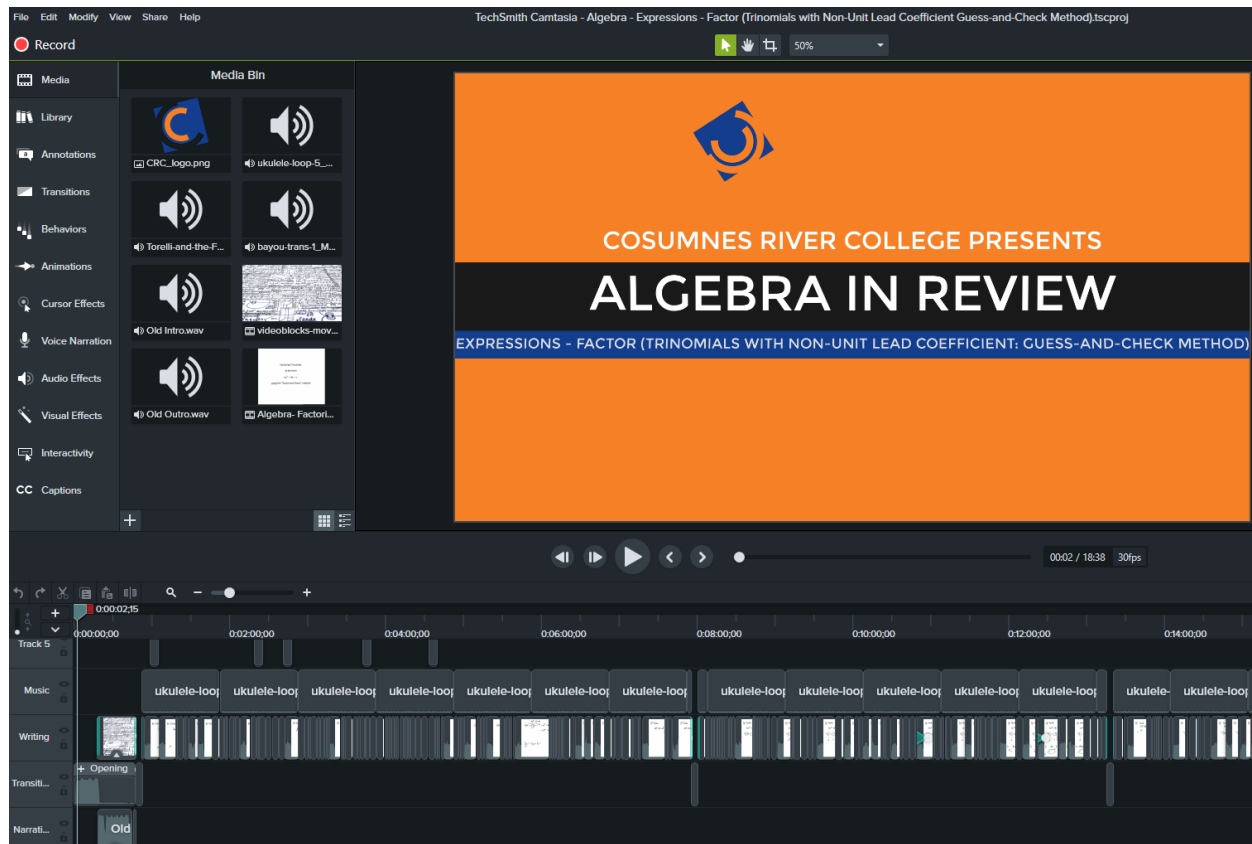 File Edit Modify View Share Help
TechSmith Camtasia - Algebra - Expressions - Factor (Trinomials with Non-Unit Lead Coefficient Guess-and-Check Method).tscproj
Record
50%
Media
Library
Annotations
Transitions
Behaviors
Animations
Cursor Effects
Voice Narration
Audio Effects
Visual Effects
Interactivity
CC Captions
Media Bin
CRC_logo.png
ukulele-loop-5_...
Torelli-and-the-F...
bayou-trans-1_M...
Old Intro.wav
videoblocks-mov...
Old Outro.wav
Algebra- Factori...
COSUMNES RIVER COLLEGE PRESENTS
ALGEBRA IN REVIEW
EXPRESSIONS - FACTOR (TRINOMIALS WITH NON-UNIT LEAD COEFFICIENT: GUESS-AND-CHECK METHOD)
00:02 / 18:38 30fps
0:00:02;15
0:00:00;00 0:02:00;00 0:04:00;00 0:06:00;00 0:08:00;00 0:10:00;00 0:12:00;00 0:14:00;00
Track 5
Music
ukulele-loop ukulele-loop ukulele-loop ukulele-loop ukulele-loop ukulele-loop ukulele-loop ukulele-loop ukulele-loop ukulele-loop ukulele-loop ukulele-loop ukulele- ukulele-loop
Writing
+ Opening
Transiti...
Narrati...
Old